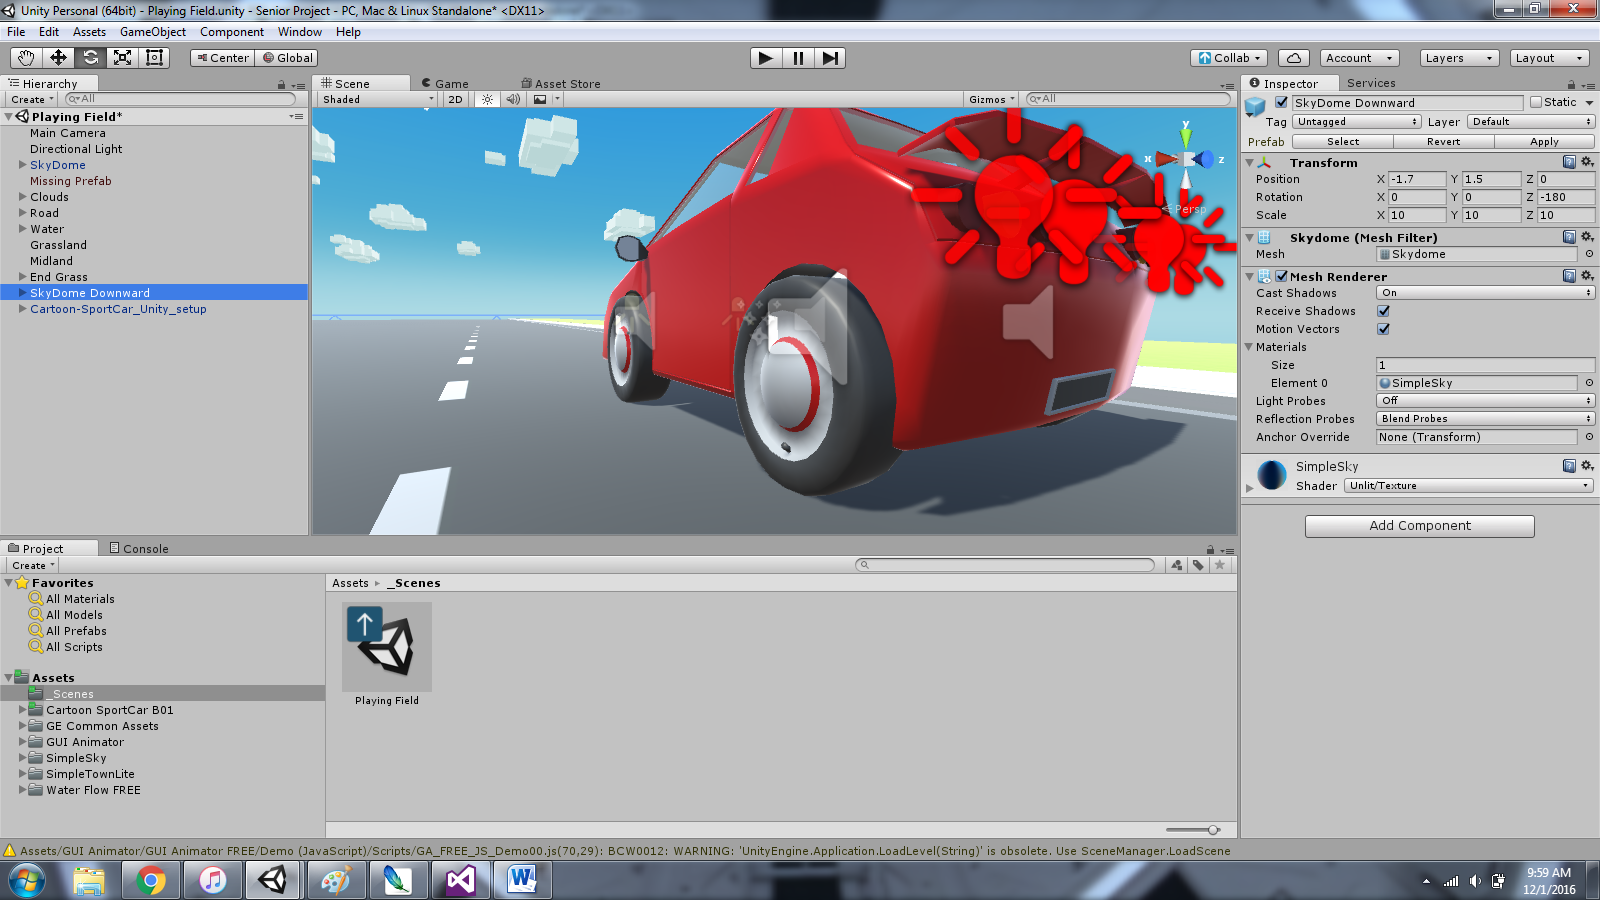 Unity Personal (64bit) - Playing Field.unity - Senior Project - PC, Mac & Linux Standalone* <DX11>
File Edit Assets GameObject Component Window Help
Center Global Collab Account Layers Layout
Hierarchy
Create All
Playing Field*
Main Camera
Directional Light
SkyDome
Missing Prefab
Clouds
Road
Water
Grassland
Midland
End Grass
SkyDome Downward
Cartoon-SportCar_Unity_setup
Scene Game Asset Store
Shaded 2D Gizmos All
y
x z
Persp
Inspector Services
SkyDome Downward Static
Tag Untagged Layer Default
Prefab Select Revert Apply
Transform
Position X -1.7 Y 1.5 Z 0
Rotation X 0 Y 0 Z -180
Scale X 10 Y 10 Z 10
Skydome (Mesh Filter)
Mesh Skydome
Mesh Renderer
Cast Shadows On
Receive Shadows
Motion Vectors
Materials
Size 1
Element 0 SimpleSky
Light Probes Off
Reflection Probes Blend Probes
Anchor Override None (Transform)
SimpleSky
Shader Unlit/Texture
Add Component
Project Console
Create
Favorites
All Materials
All Models
All Prefabs
All Scripts
Assets
_Scenes
Cartoon SportCar B01
GE Common Assets
GUI Animator
SimpleSky
SimpleTownLite
Water Flow FREE
Assets _Scenes
Playing Field
Assets/GUI Animator/GUI Animator FREE/Demo (JavaScript)/Scripts/GA_FREE_JS_Demo00.js(70,29): BCW0012: WARNING: 'UnityEngine.Application.LoadLevel(String)' is obsolete. Use SceneManager.LoadScene
9:59 AM
12/1/2016